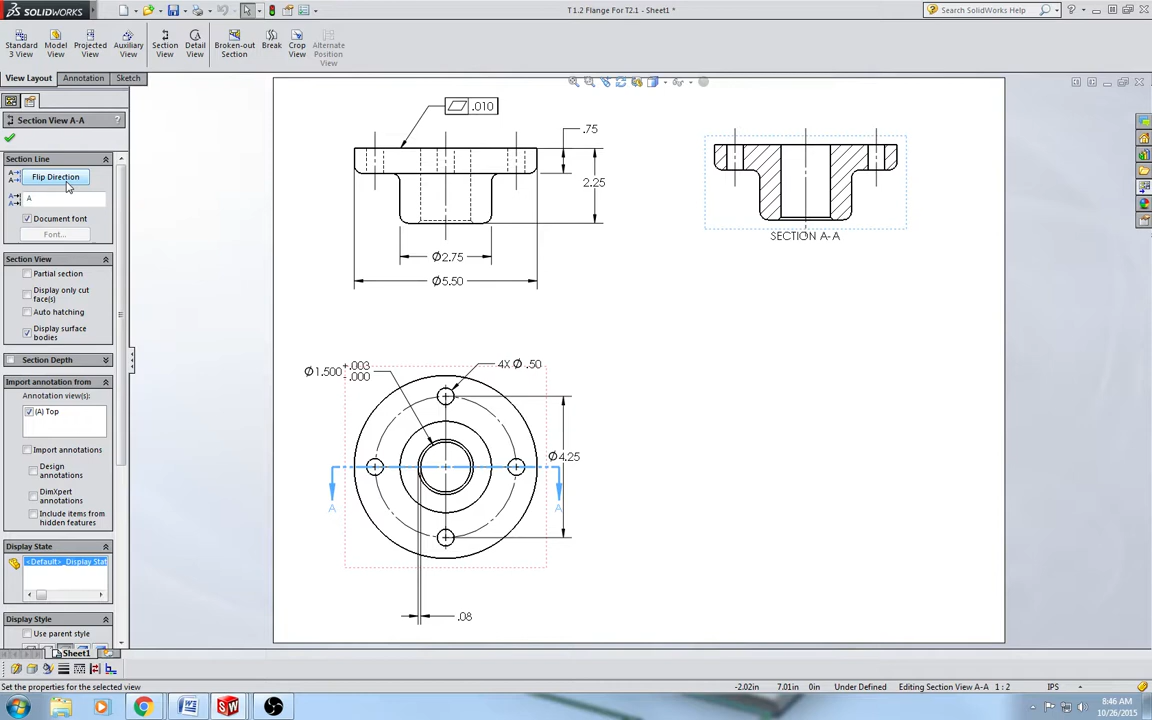 SOLIDWORKS
T 1.2 Flange For T2.1 - Sheet1 *
Search SolidWorks Help
Standard 3 View
Model View
Projected View
Auxiliary View
Section View
Detail View
Broken-out Section
Break
Crop View
Alternate Position View
View Layout
Annotation
Sketch
Section View A-A
?
Section Line
Flip Direction
A
Document font
Font...
Section View
Partial section
Display only cut
face(s)
Auto hatching
Display surface
bodies
Section Depth
Import annotation from
Annotation view(s):
(A) Top
Import annotations
Design
annotations
DimXpert
annotations
Include items from
hidden features
Display State
<Default>_Display Stat
Display Style
Use parent style
Sheet1
.010
.75
2.25
Ø2.75
Ø5.50
SECTION A-A
Ø1.500 +.003
-.000
4X Ø .50
Ø4.25
A
A
.08
Set the properties for the selected view
-2.02in
7.01in
0in
Under Defined
Editing Section View A-A
1 : 2
IPS
8:46 AM
10/26/2015